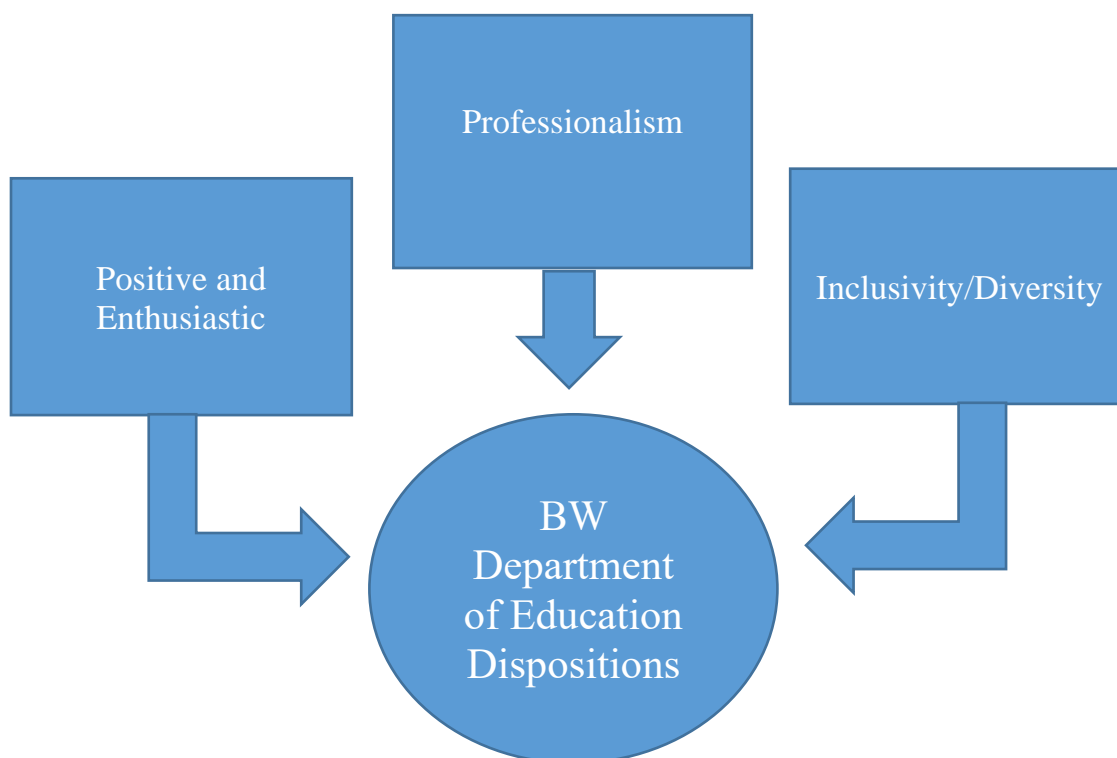 Professionalism
Positive and
Enthusiastic
Inclusivity/Diversity
BW
Department
of Education
Dispositions